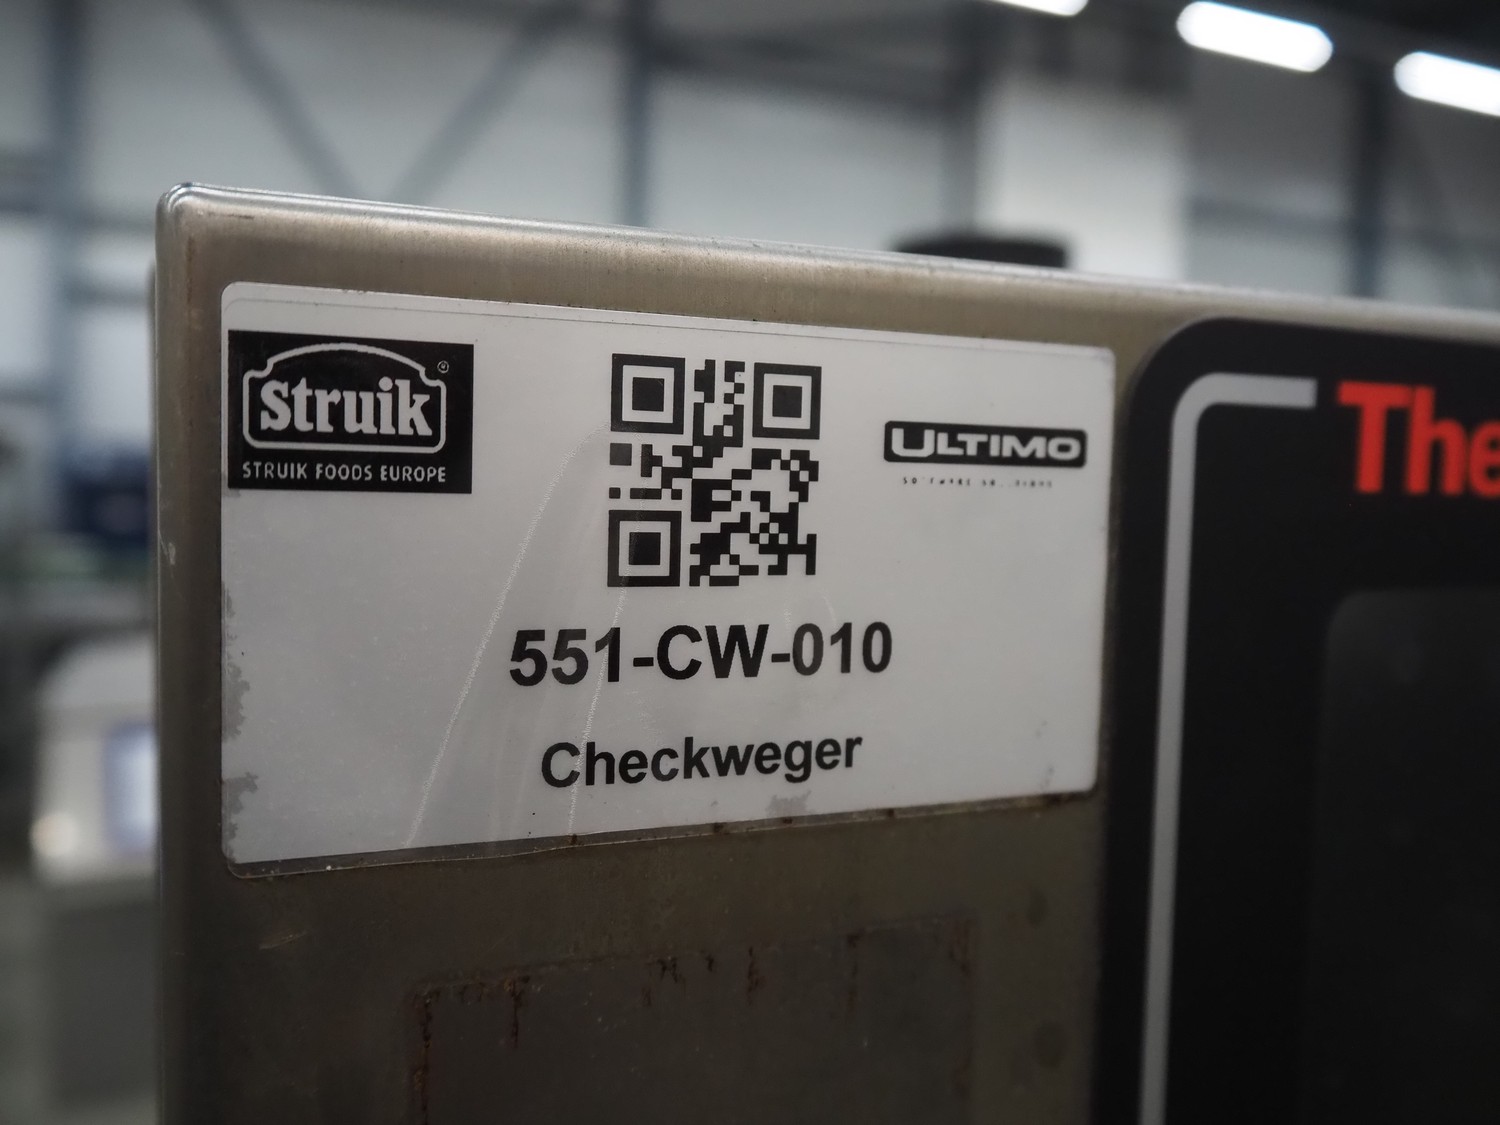 Struik
STRUIK FOODS EUROPE
ULTIMO
551-CW-010
Checkweger
The